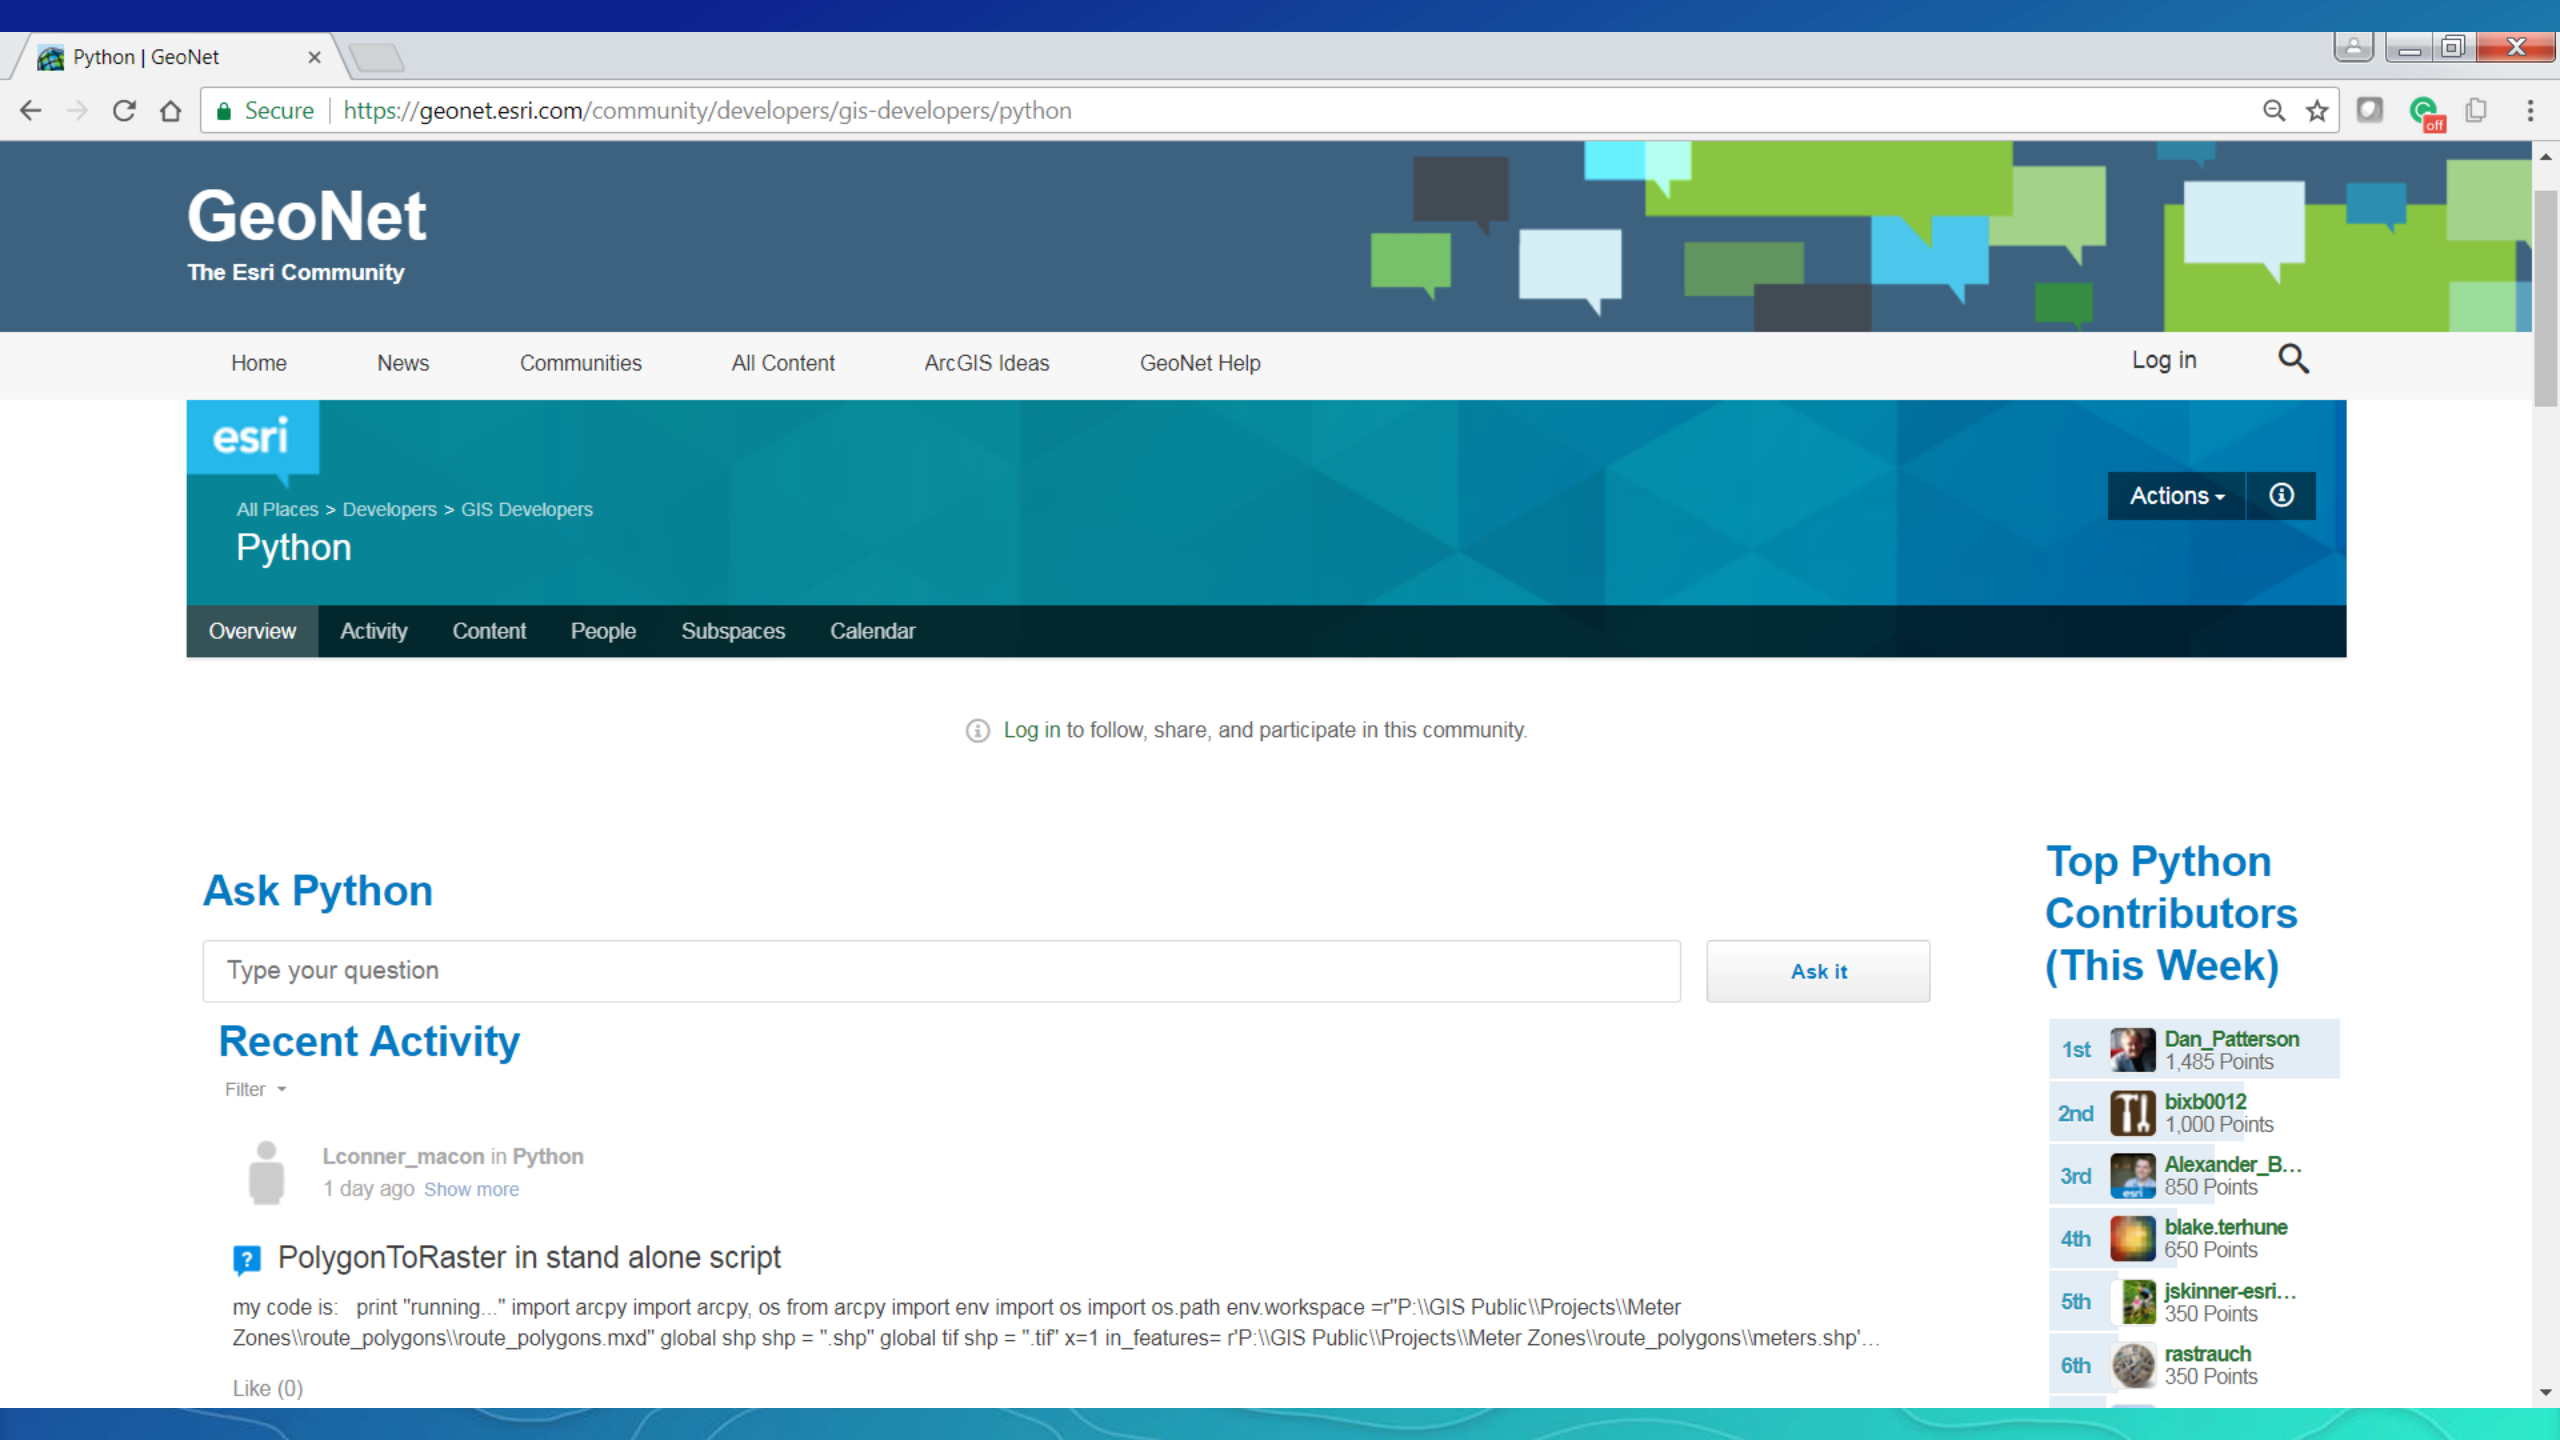 Python | GeoNet
Secure | https://geonet.esri.com/community/developers/gis-developers/python
off
GeoNet
The Esri Community
Home News Communities All Content ArcGIS Ideas GeoNet Help Log in
esri
All Places > Developers > GIS Developers
Python
Actions
Overview Activity Content People Subspaces Calendar
Log in to follow, share, and participate in this community.
Ask Python
Type your question
Ask it
Recent Activity
Filter
Lconner_macon in Python
1 day ago Show more
PolygonToRaster in stand alone script
my code is: print "running..." import arcpy import arcpy, os from arcpy import env import os import os.path env.workspace =r"P:\\GIS Public\\Projects\\Meter
Zones\\route_polygons\\route_polygons.mxd" global shp shp = ".shp" global tif shp = ".tif" x=1 in_features= r'P:\\GIS Public\\Projects\\Meter Zones\\route_polygons\\meters.shp'…
Like (0)
Top Python
Contributors
(This Week)
1st Dan_Patterson
1,485 Points
2nd bixb0012
1,000 Points
3rd Alexander_B…
esri
850 Points
4th blake.terhune
650 Points
5th jskinner-esri…
350 Points
6th rastrauch
350 Points